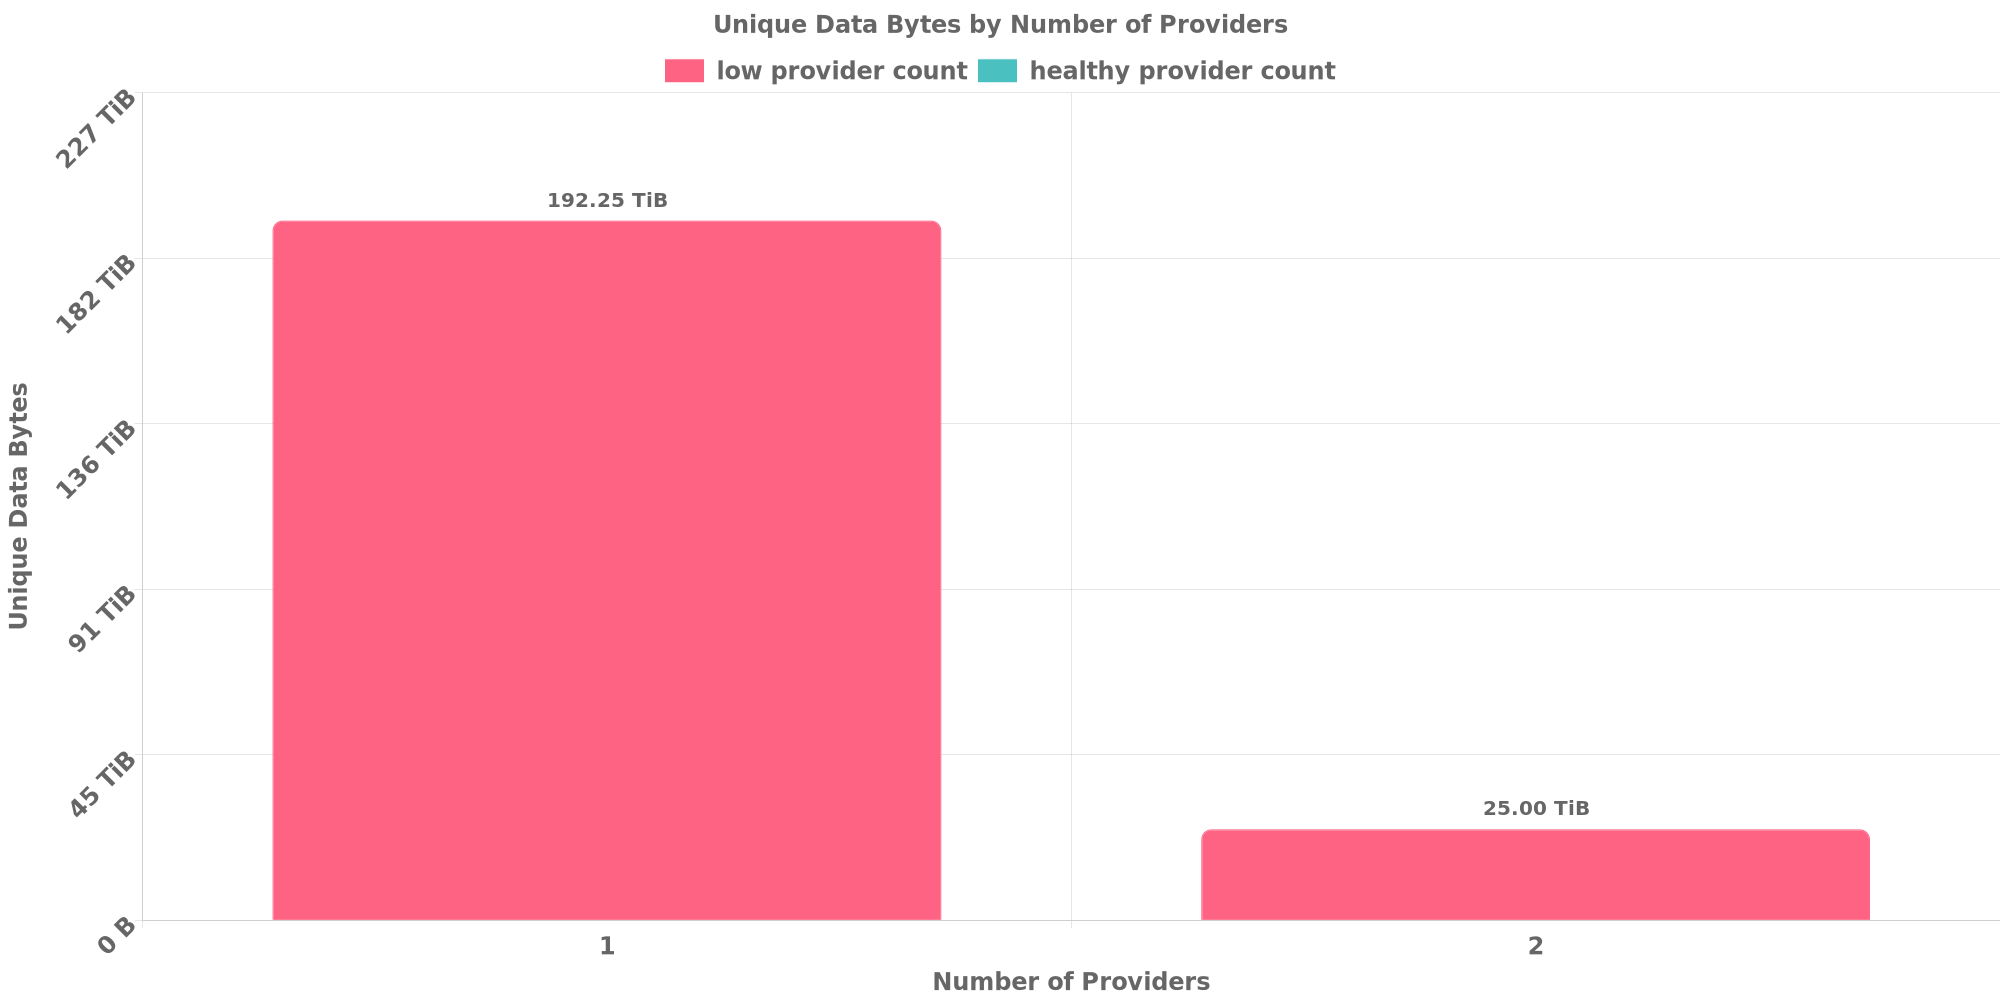 Unique Data Bytes by Number of Providers
low provider count healthy provider count
227 TiB
192.25 TiB
182 TiB
136 TiB
91 TiB
45 TiB
25.00 TiB
0 B
Unique Data Bytes
1 2
Number of Providers